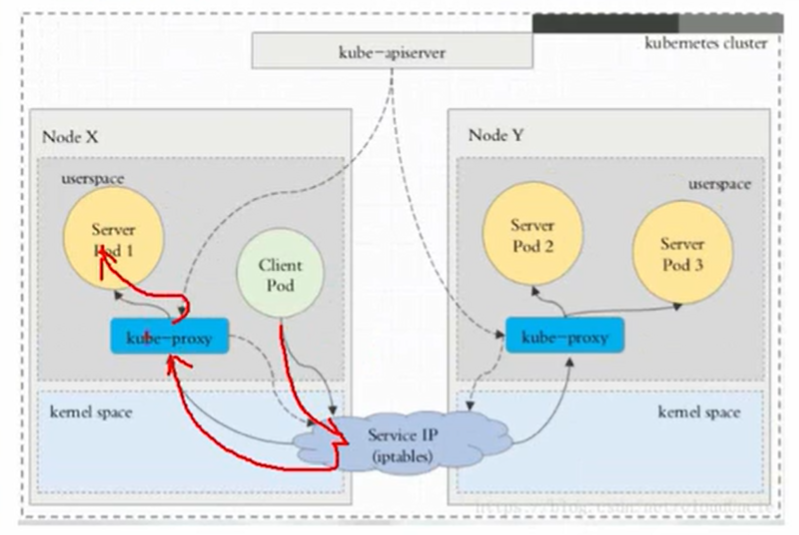 kubernetes cluster
kube-apiserver
Node X
userspace
Server
Pod 1
Client
Pod
kube-proxy
kernel space
Service IP
(iptables)
Node Y
userspace
Server
Pod 2
Server
Pod 3
kube-proxy
kernel space